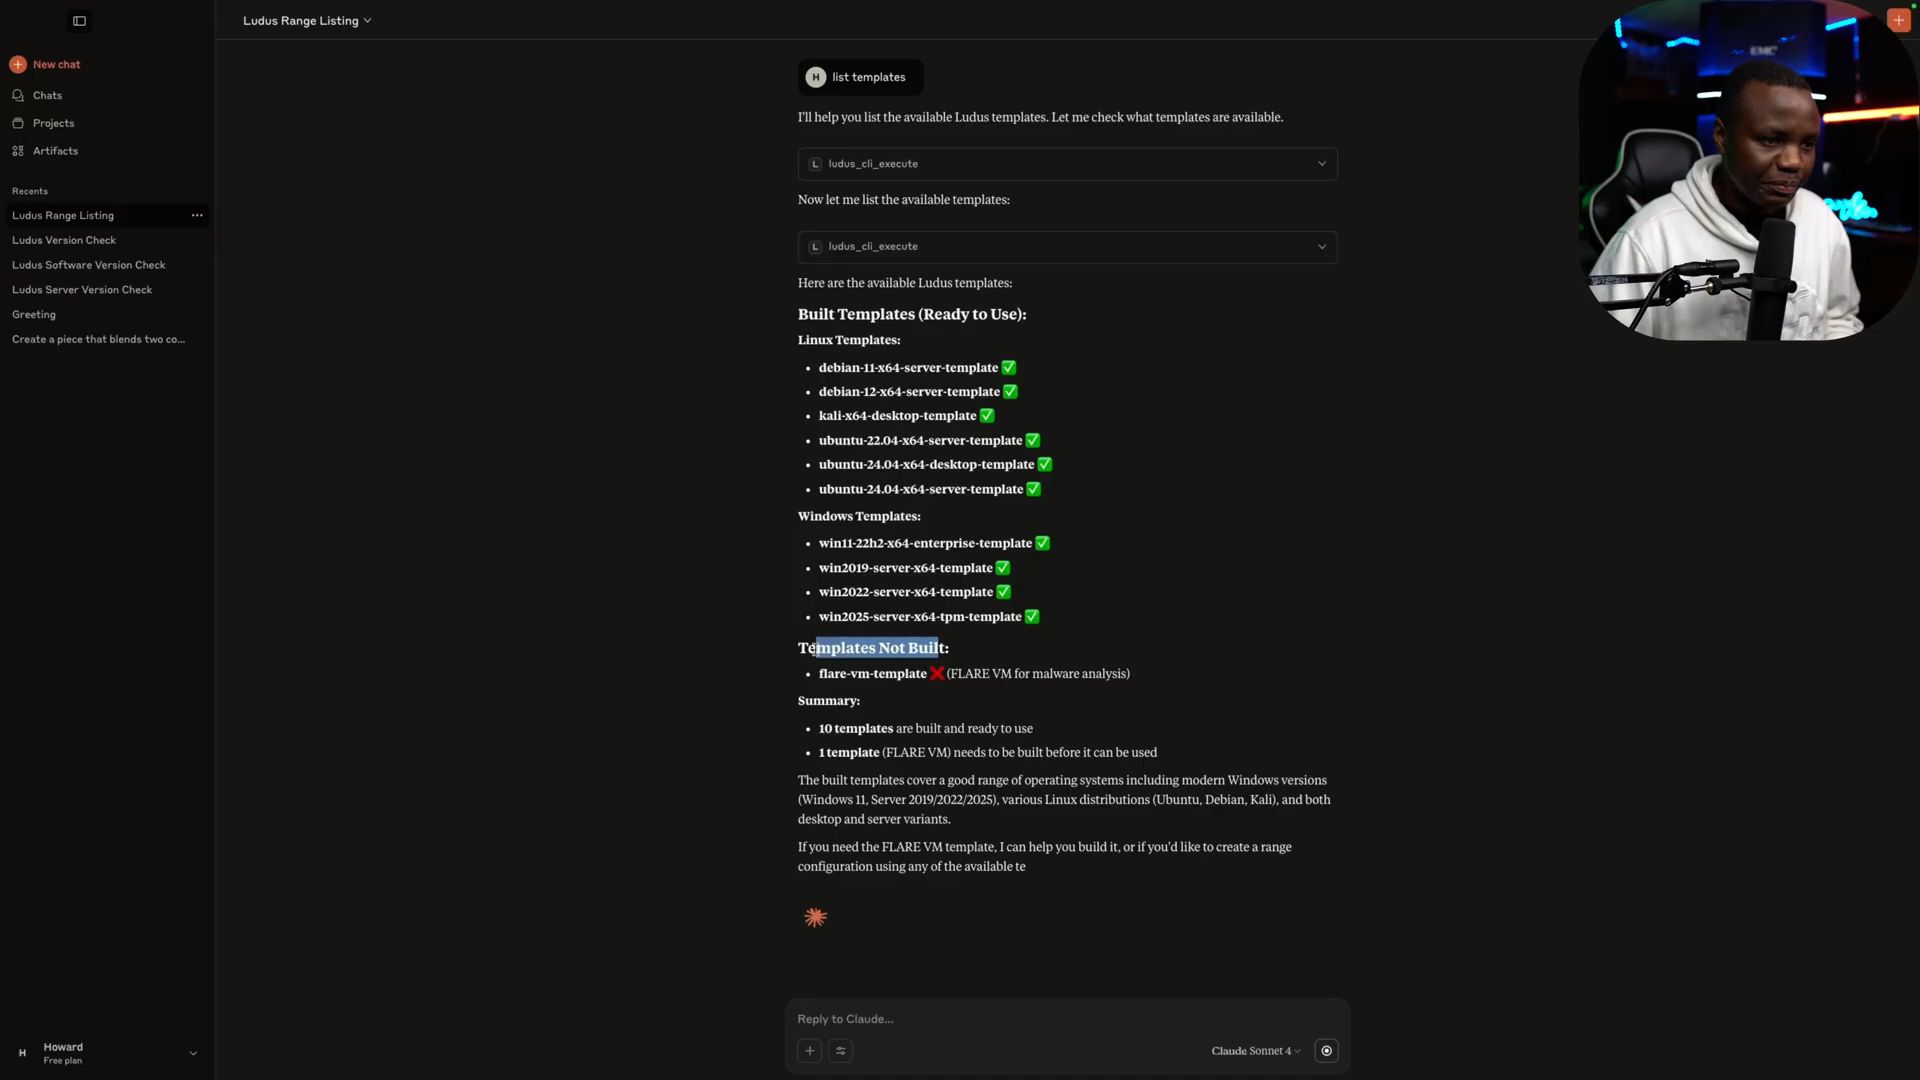 Ludus Range Listing
New chat
Chats
Projects
Artifacts
Recents
Ludus Range Listing
Ludus Version Check
Ludus Software Version Check
Ludus Server Version Check
Greeting
Create a piece that blends two co...
H
Howard
Free plan
H list templates
I'll help you list the available Ludus templates. Let me check what templates are available.
L ludus_cli_execute
Now let me list the available templates:
L ludus_cli_execute
Here are the available Ludus templates:
Built Templates (Ready to Use):
Linux Templates:
• debian-11-x64-server-template ✅
• debian-12-x64-server-template ✅
• kali-x64-desktop-template ✅
• ubuntu-22.04-x64-server-template ✅
• ubuntu-24.04-x64-desktop-template ✅
• ubuntu-24.04-x64-server-template ✅
Windows Templates:
• win11-22h2-x64-enterprise-template ✅
• win2019-server-x64-template ✅
• win2022-server-x64-template ✅
• win2025-server-x64-tpm-template ✅
Templates Not Built:
• flare-vm-template ❌ (FLARE VM for malware analysis)
Summary:
• 10 templates are built and ready to use
• 1 template (FLARE VM) needs to be built before it can be used
The built templates cover a good range of operating systems including modern Windows versions
(Windows 11, Server 2019/2022/2025), various Linux distributions (Ubuntu, Debian, Kali), and both
desktop and server variants.
If you need the FLARE VM template, I can help you build it, or if you'd like to create a range
configuration using any of the available te
Reply to Claude...
Claude Sonnet 4